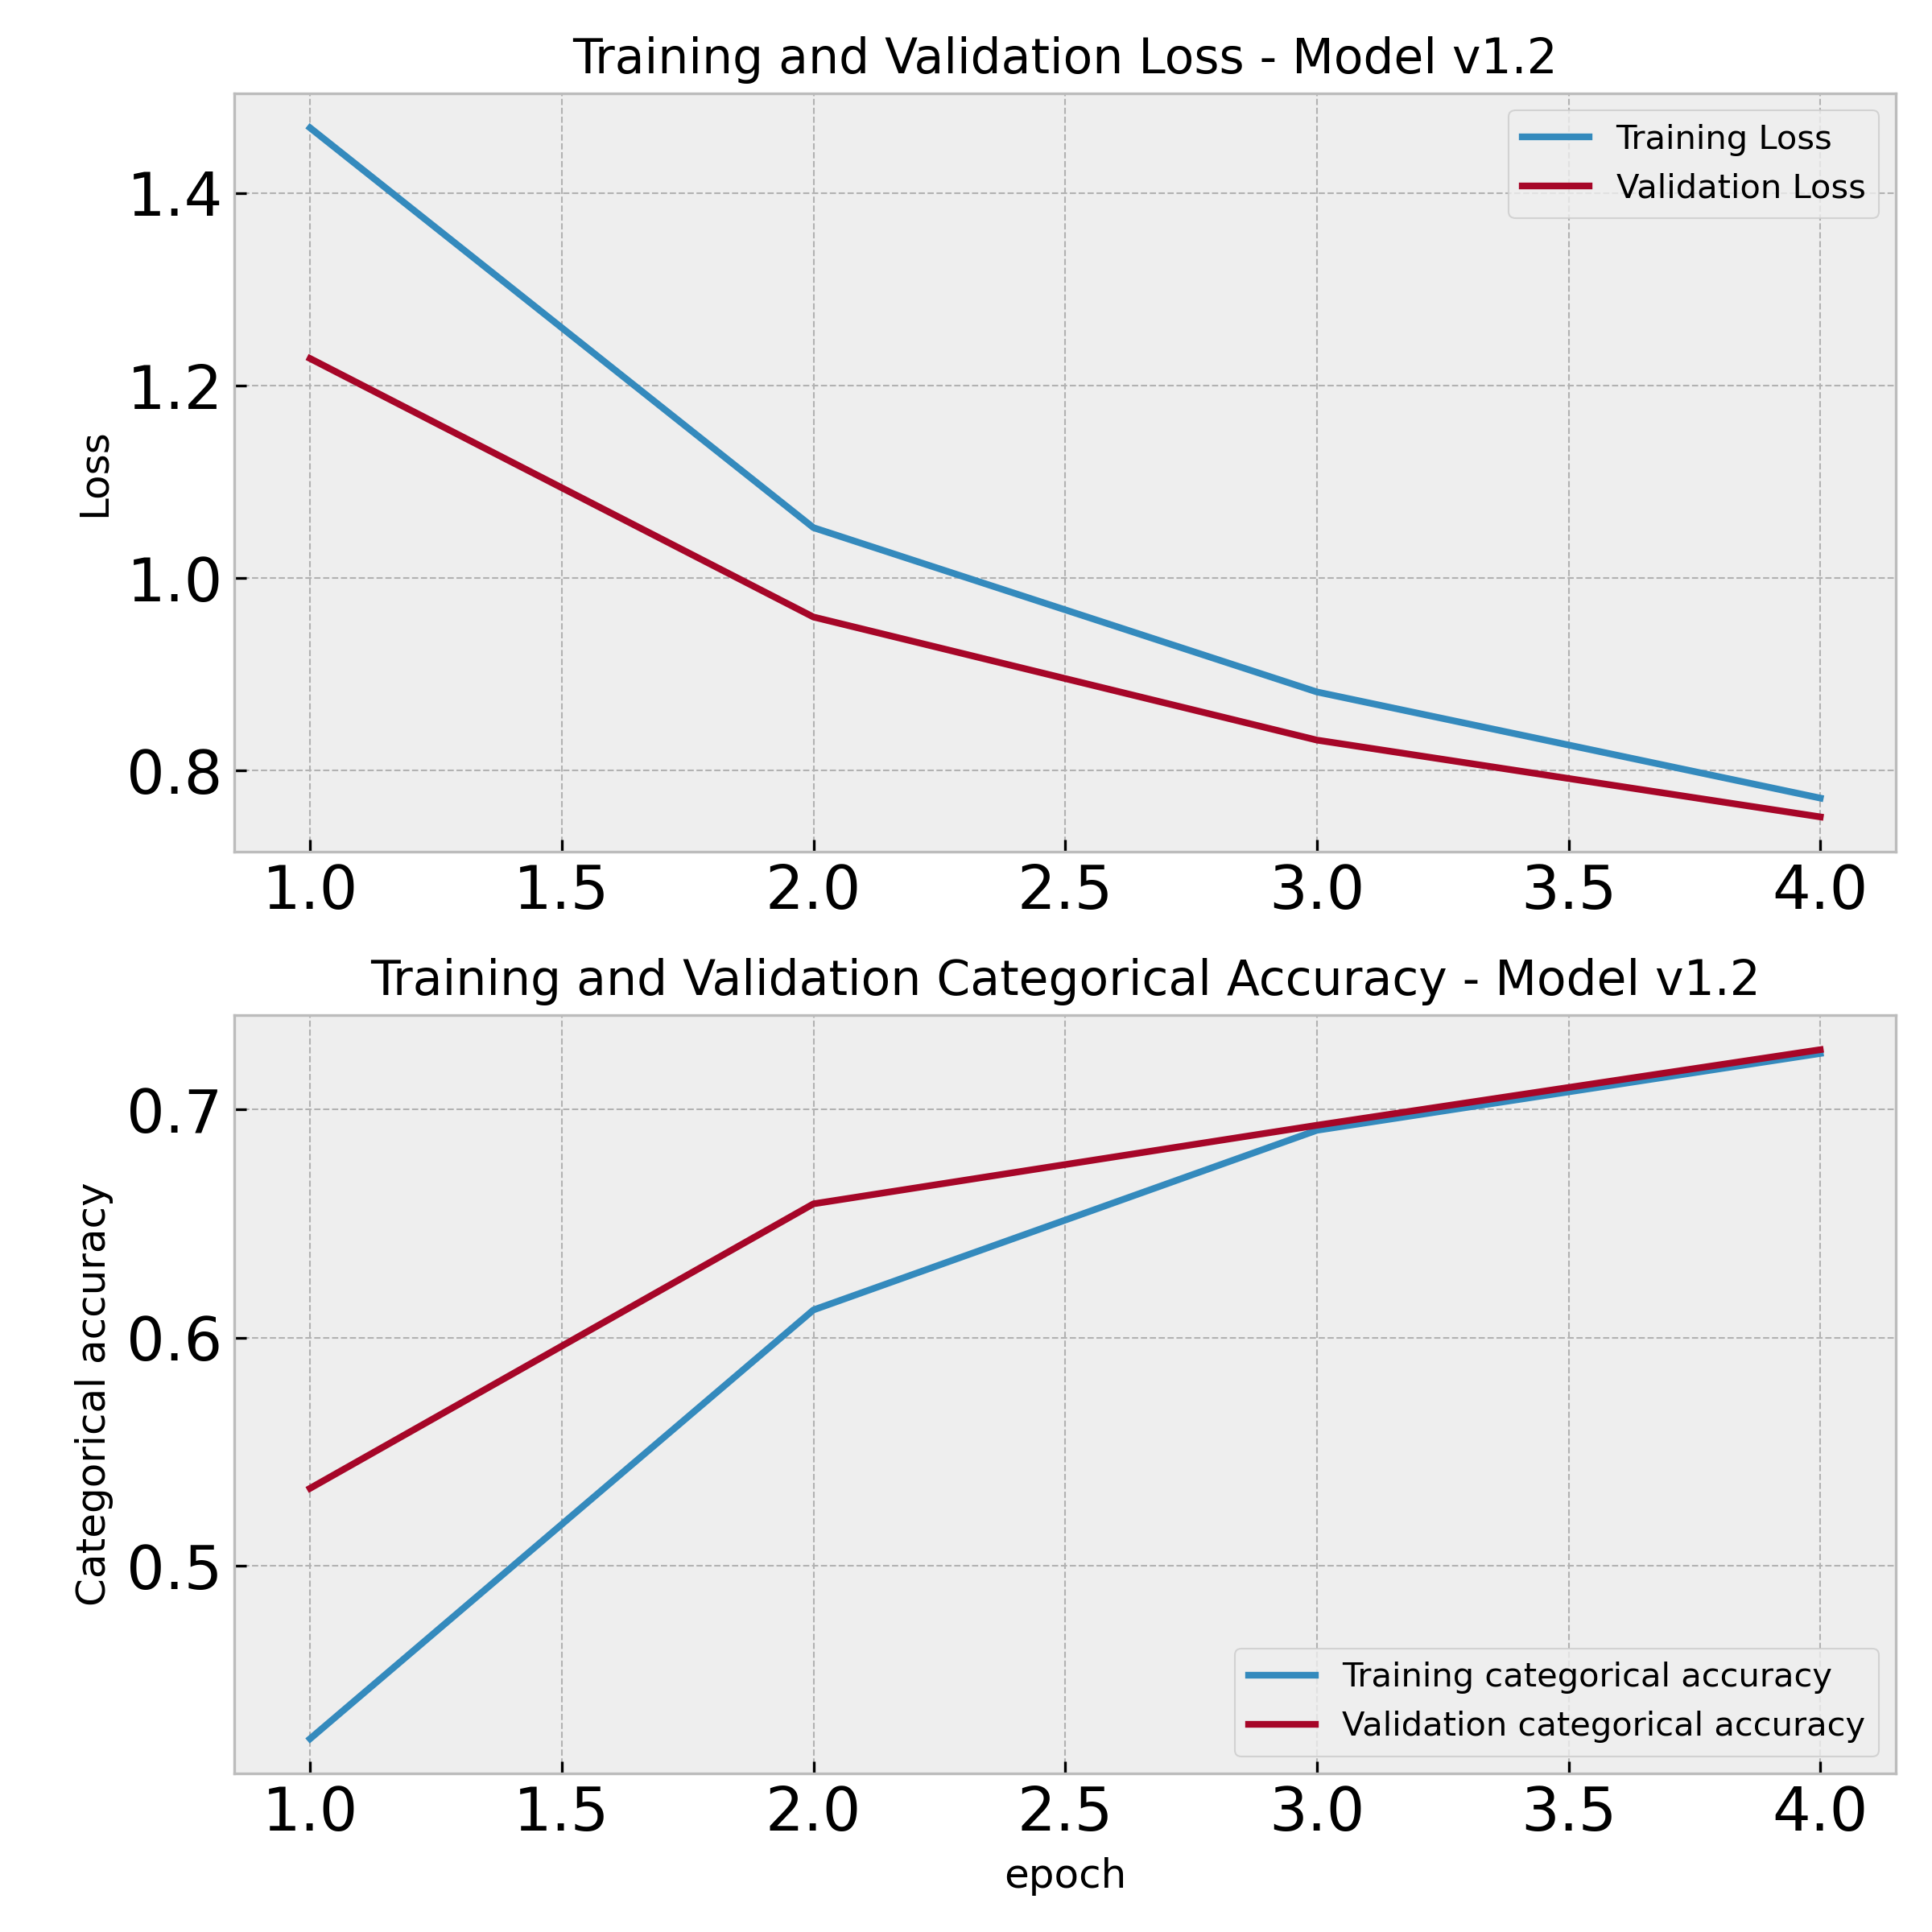 Training and Validation Loss - Model v1.2
Training Loss
Validation Loss
1.4
1.2
1.0
0.8
Loss
1.0 1.5 2.0 2.5 3.0 3.5 4.0
Training and Validation Categorical Accuracy - Model v1.2
0.7
0.6
0.5
Categorical accuracy
Training categorical accuracy
Validation categorical accuracy
1.0 1.5 2.0 2.5 3.0 3.5 4.0
epoch